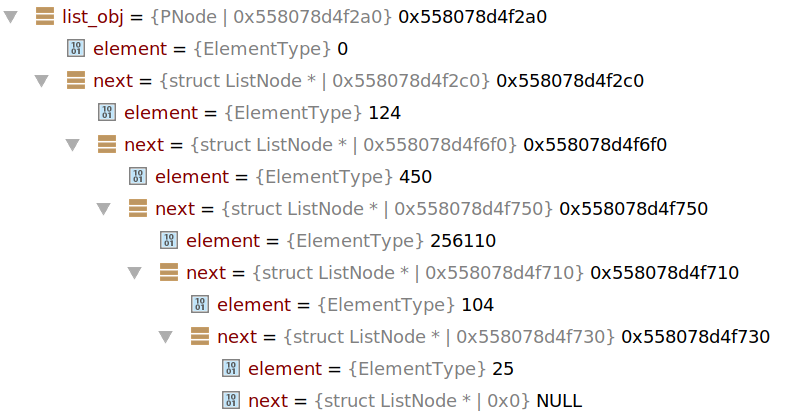 list_obj = {PNode | 0x558078d4f2a0} 0x558078d4f2a0
element = {ElementType} 0
next = {struct ListNode * | 0x558078d4f2c0} 0x558078d4f2c0
element = {ElementType} 124
next = {struct ListNode * | 0x558078d4f6f0} 0x558078d4f6f0
element = {ElementType} 450
next = {struct ListNode * | 0x558078d4f750} 0x558078d4f750
element = {ElementType} 256110
next = {struct ListNode * | 0x558078d4f710} 0x558078d4f710
element = {ElementType} 104
next = {struct ListNode * | 0x558078d4f730} 0x558078d4f730
element = {ElementType} 25
next = {struct ListNode * | 0x0} NULL